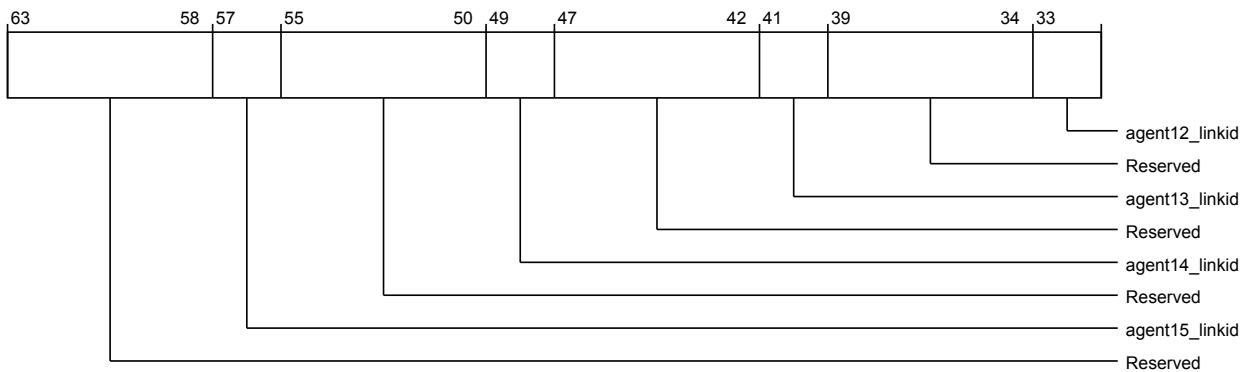 63 58 57 55 50 49 47 42 41 39 34 33
agent12_linkid
Reserved
agent13_linkid
Reserved
agent14_linkid
Reserved
agent15_linkid
Reserved